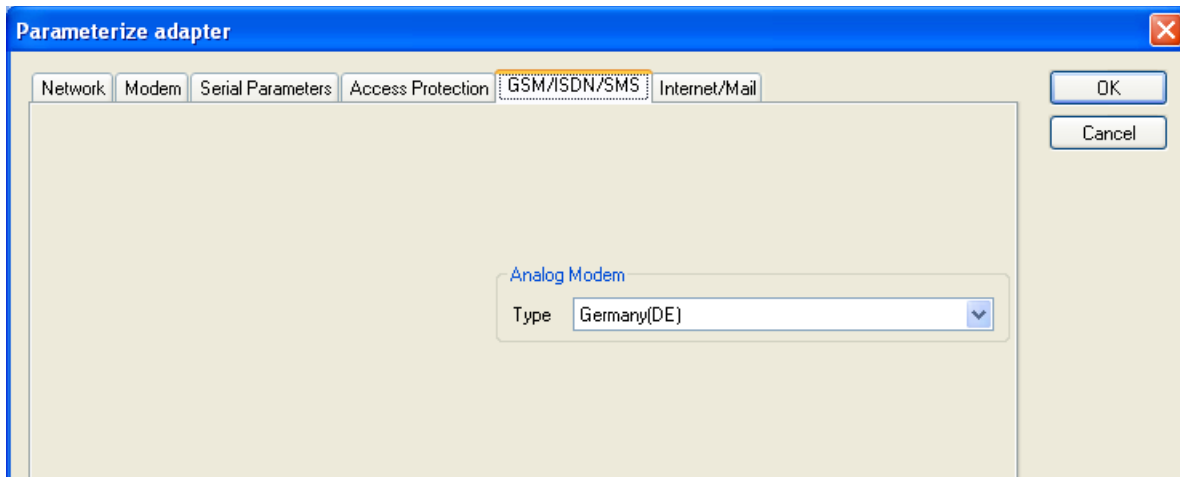 Parameterize adapter
Network Modem Serial Parameters Access Protection GSM/ISDN/SMS Internet/Mail
OK
Cancel
Analog Modem
Type Germany(DE)